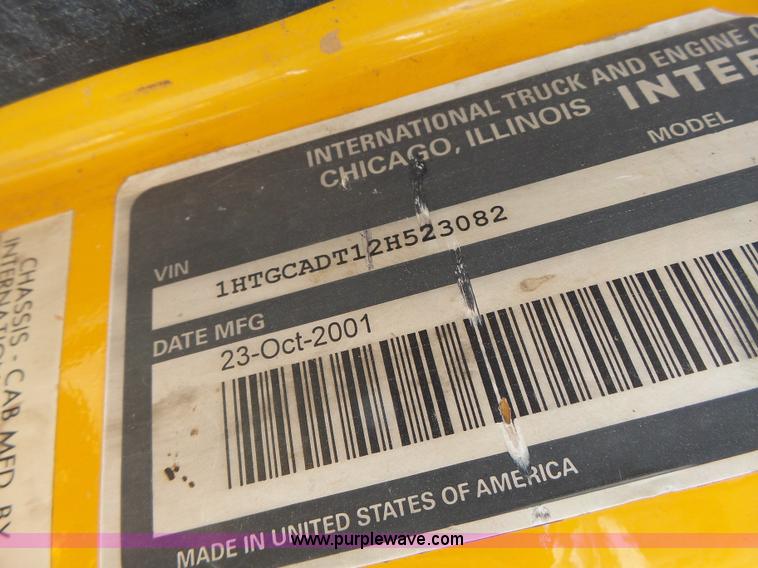 INTERNATIONAL TRUCK AND ENGINE
CHICAGO, ILLINOIS
MODEL
VIN
1HTGCADT12H523082
DATE MFG
23-Oct-2001
MADE IN UNITED STATES OF AMERICA
CHASSIS - CAB MFD. BY
www.purplewave.com